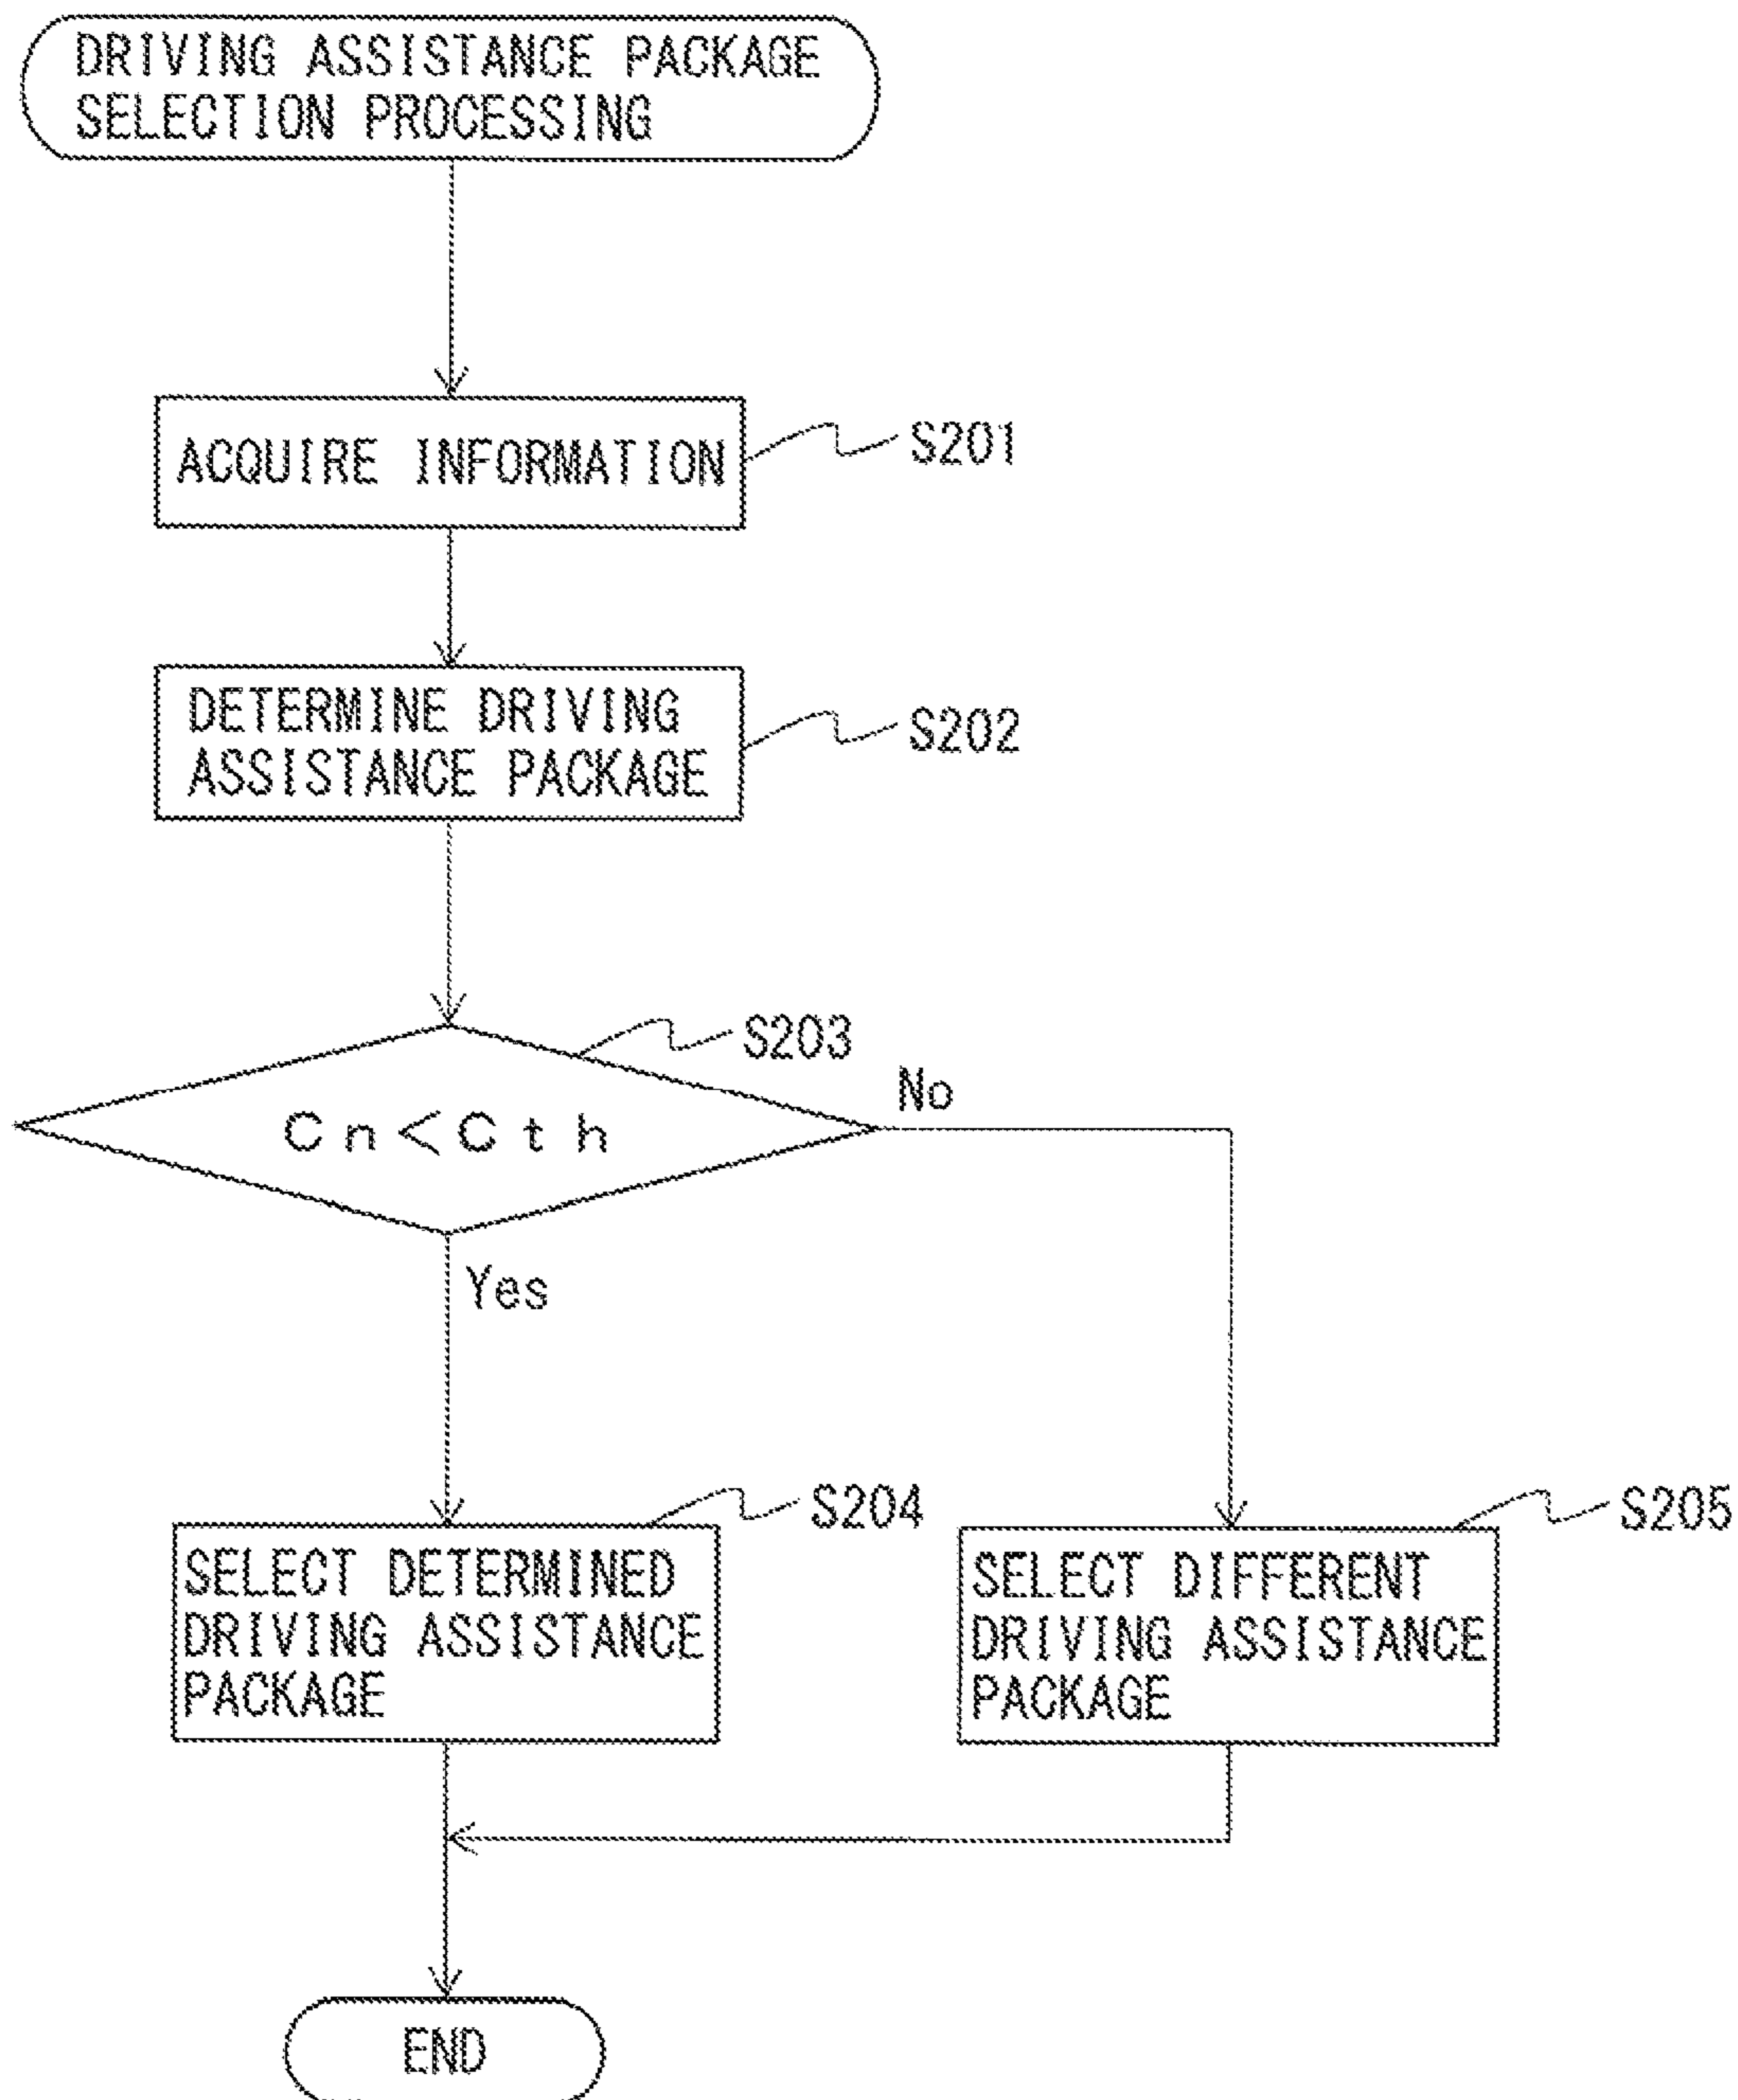 DRIVING ASSISTANCE PACKAGE
SELECTION PROCESSING
ACQUIRE INFORMATION
S201
DETERMINE DRIVING
ASSISTANCE PACKAGE
S202
S203
Cn<Cth
No
Yes
S204
SELECT DETERMINED
DRIVING ASSISTANCE
PACKAGE
S205
SELECT DIFFERENT
DRIVING ASSISTANCE
PACKAGE
END